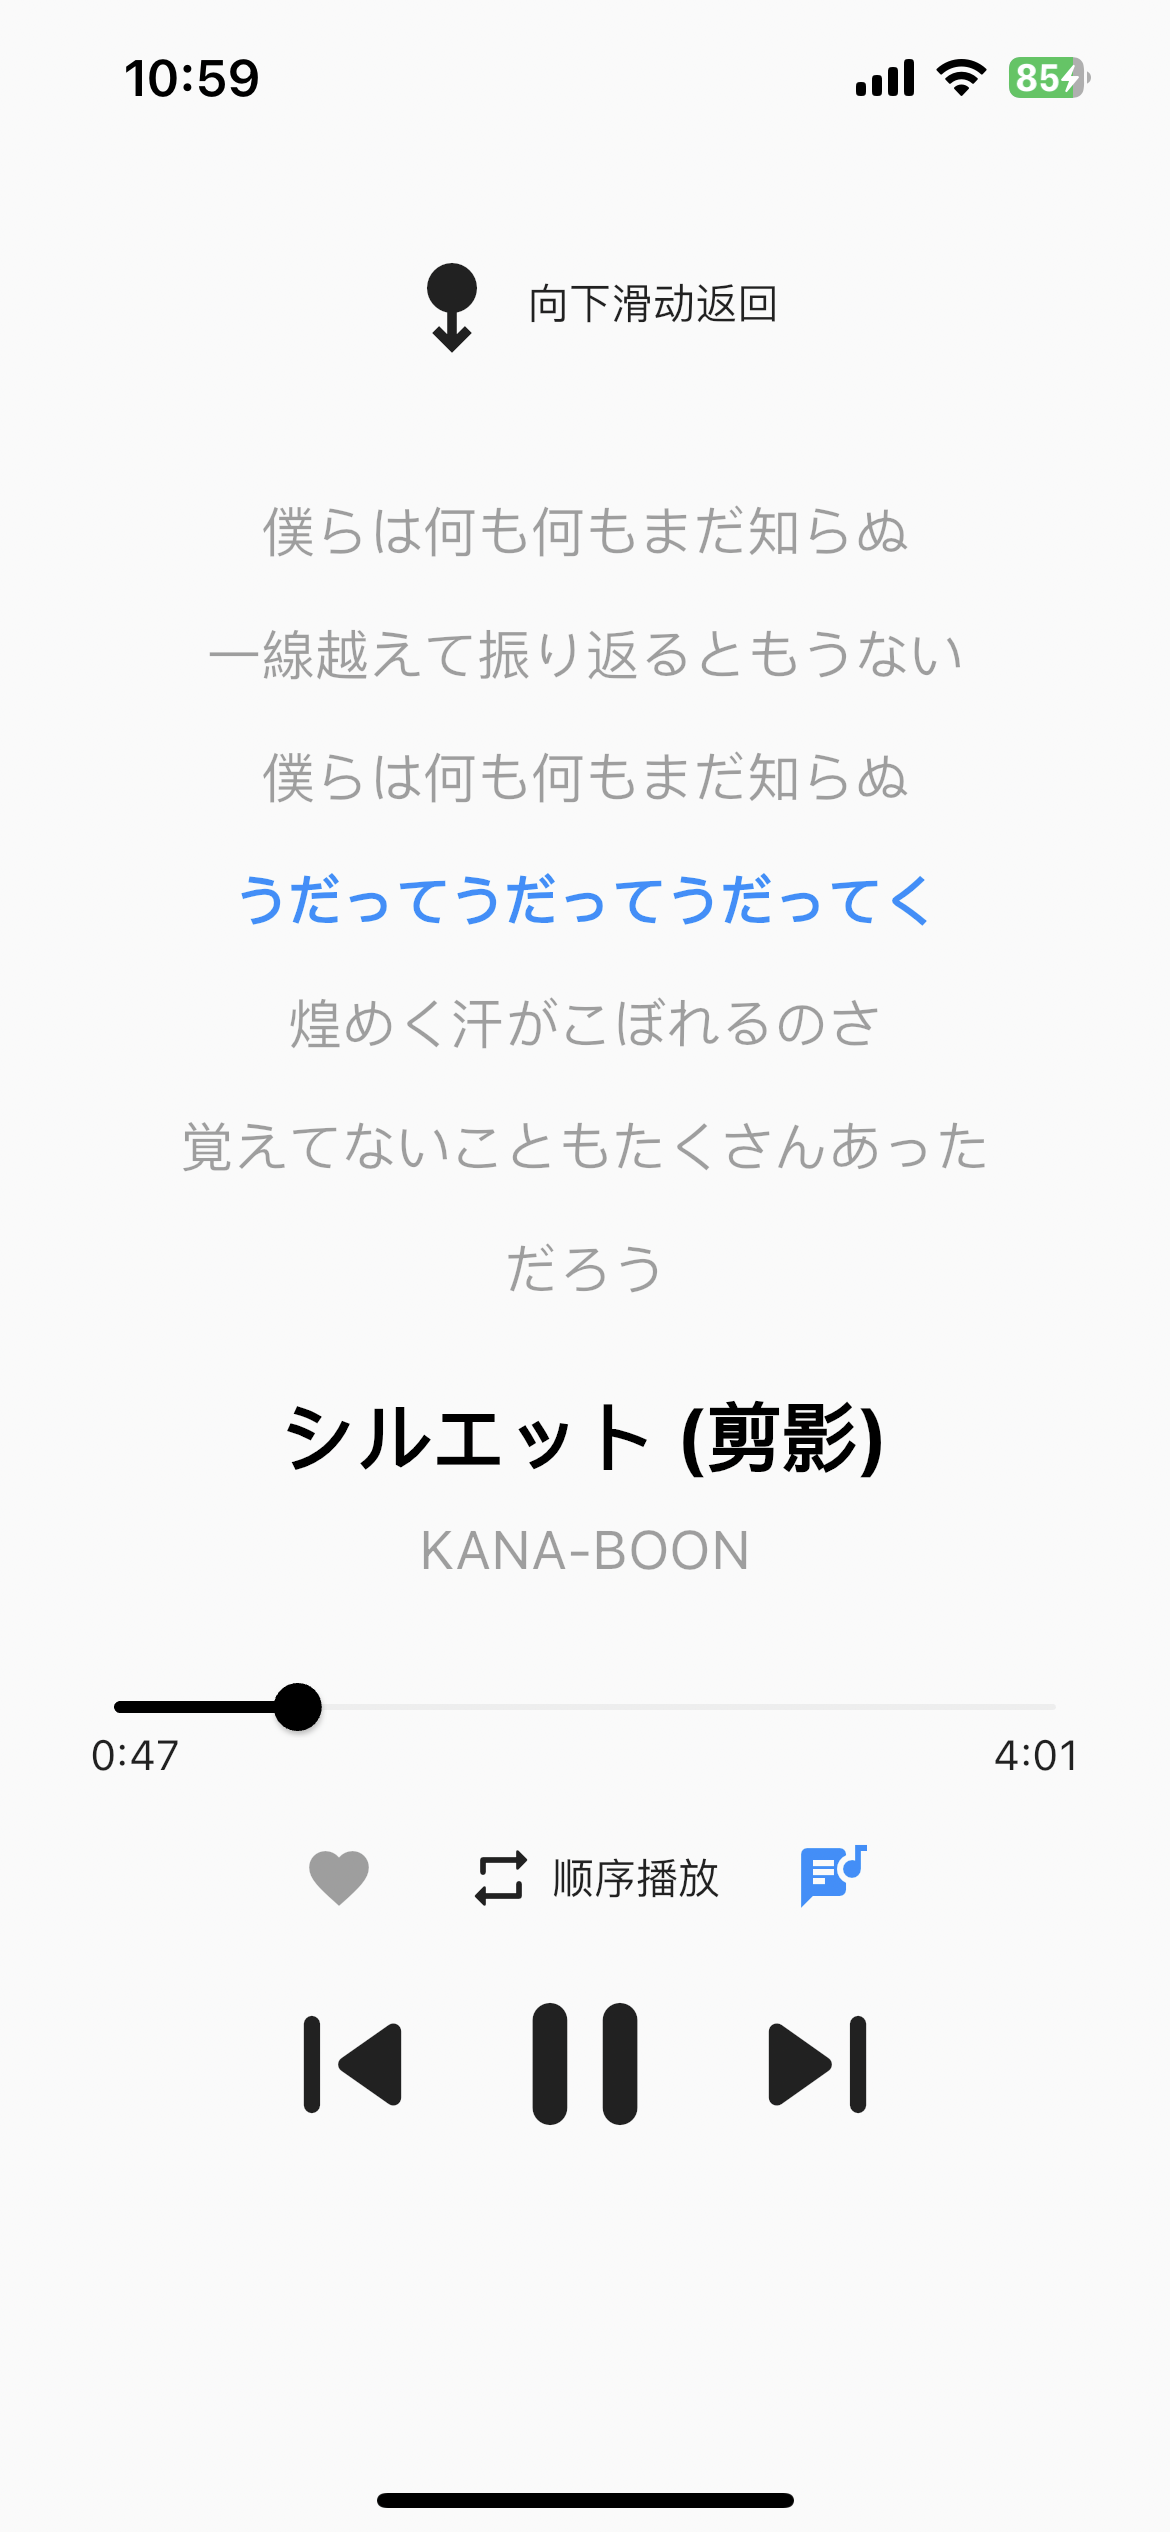 10:59
85
向下滑动返回
僕らは何も何もまだ知らぬ
一線越えて振り返るともうない
僕らは何も何もまだ知らぬ
うだってうだってうだってく
煌めく汗がこぼれるのさ
覚えてないこともたくさんあった
だろう
シルエット (剪影)
KANA-BOON
0:47
4:01
顺序播放